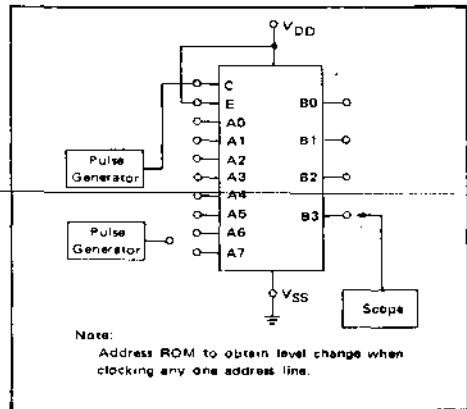 VDD
C
E
B0
A0
A1
B1
A2
Pulse
Generator
A3
B2
A4
A5
B3
Pulse
Generator
A6
A7
VSS
Scope
Note:
Address ROM to obtain level change when
clocking any one address line.